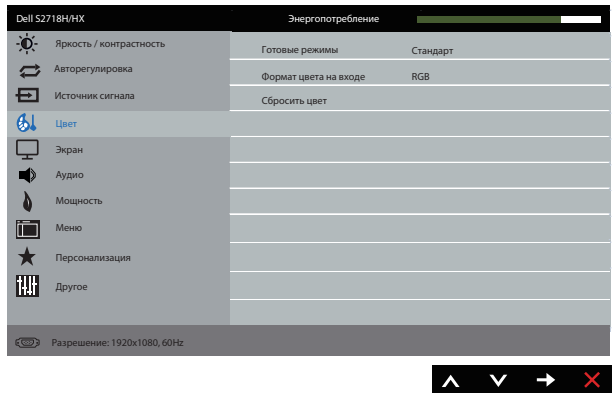 Dell S2718H/HX
Энергопотребление
Яркость / контрастность
Авторегулировка
Источник сигнала
Цвет
Экран
Аудио
Мощность
Меню
Персонализация
Другое
Готовые режимы Стандарт
Формат цвета на входе RGB
Сбросить цвет
Разрешение: 1920x1080, 60Hz